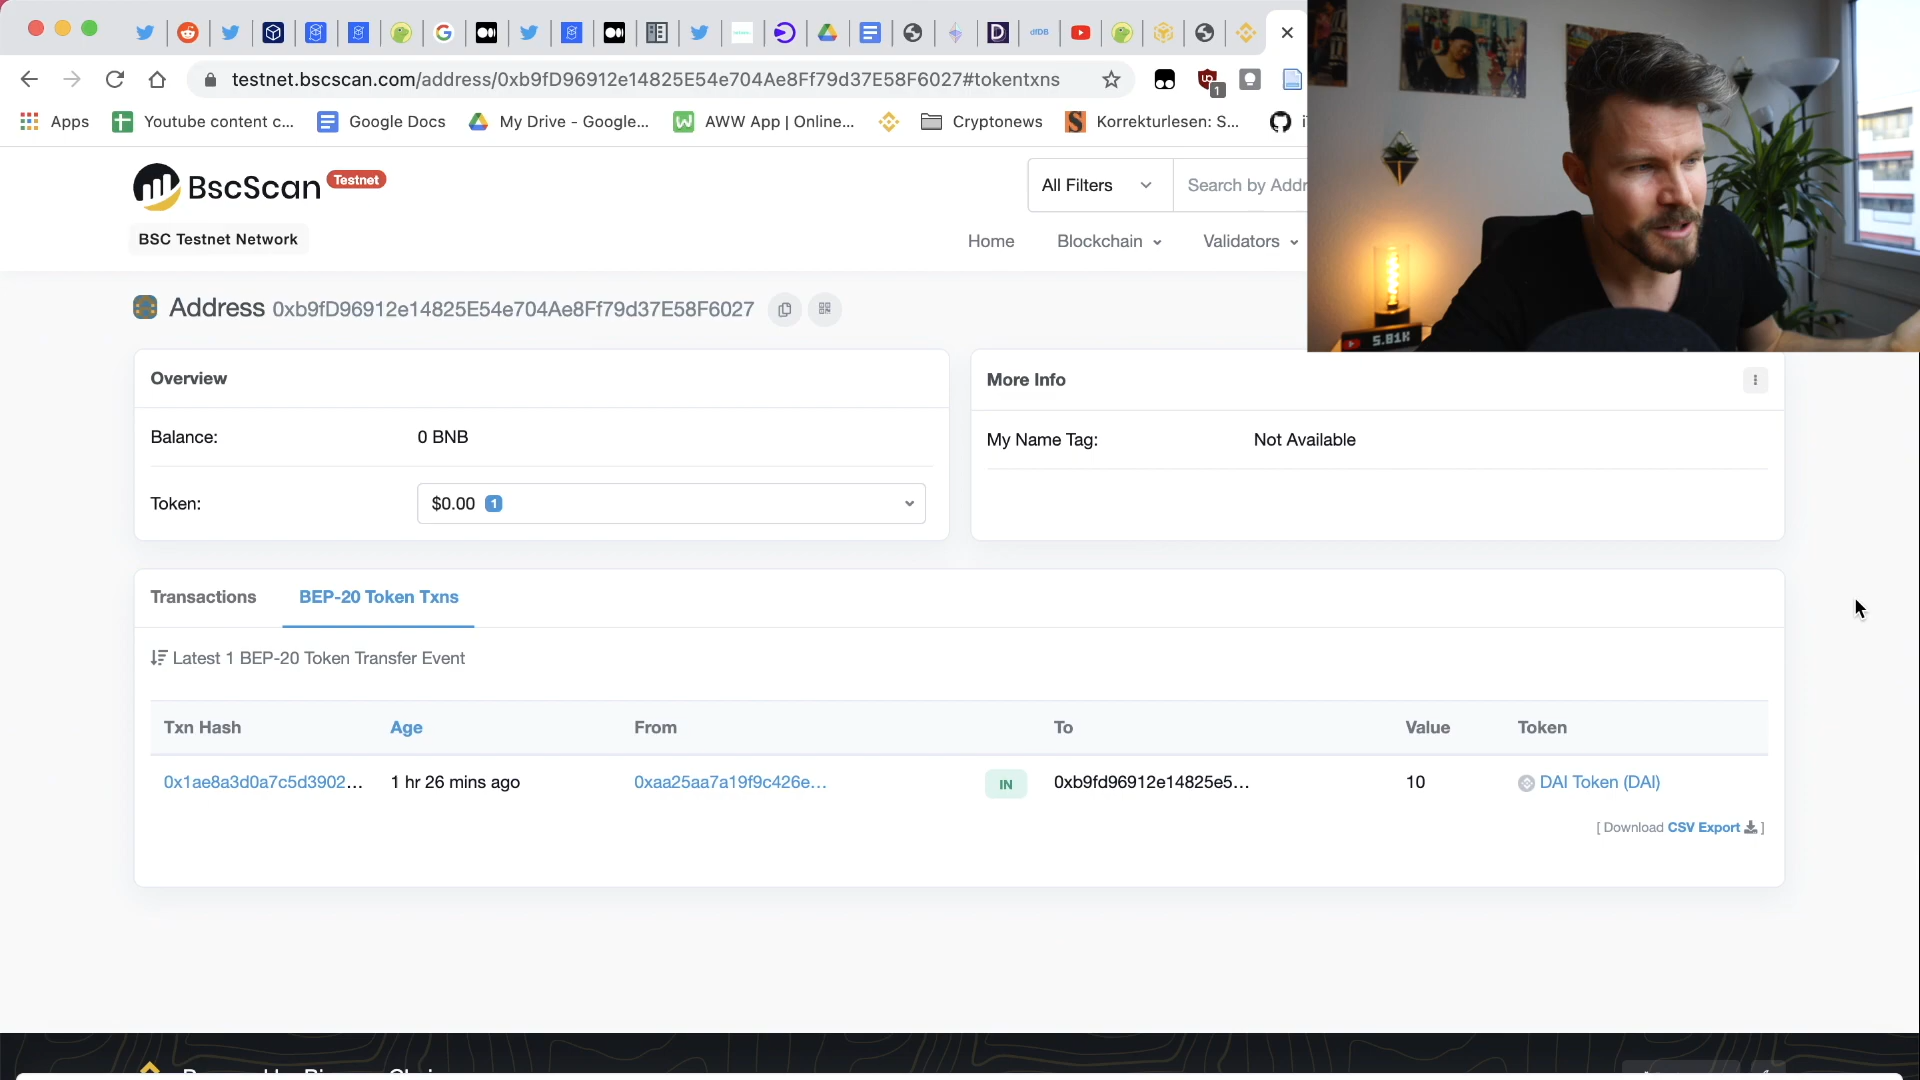 dfDB
testnet.bscscan.com/address/0xb9fD96912e14825E54e704Ae8Ff79d37E58F6027#tokentxns
1
Apps
Youtube content c...
Google Docs
My Drive - Google...
AWW App | Online...
Cryptonews
Korrekturlesen: S...
BscScan Testnet
BSC Testnet Network
All Filters
Search by Addr
Home
Blockchain
Validators
5.81K
Address 0xb9fD96912e14825E54e704Ae8Ff79d37E58F6027
Overview
Balance: 0 BNB
Token: $0.00 1
More Info
My Name Tag: Not Available
Transactions
BEP-20 Token Txns
Latest 1 BEP-20 Token Transfer Event
Txn Hash Age From To Value Token
0x1ae8a3d0a7c5d3902... 1 hr 26 mins ago 0xaa25aa7a19f9c426e... IN 0xb9fd96912e14825e5... 10 DAI Token (DAI)
[ Download CSV Export ]